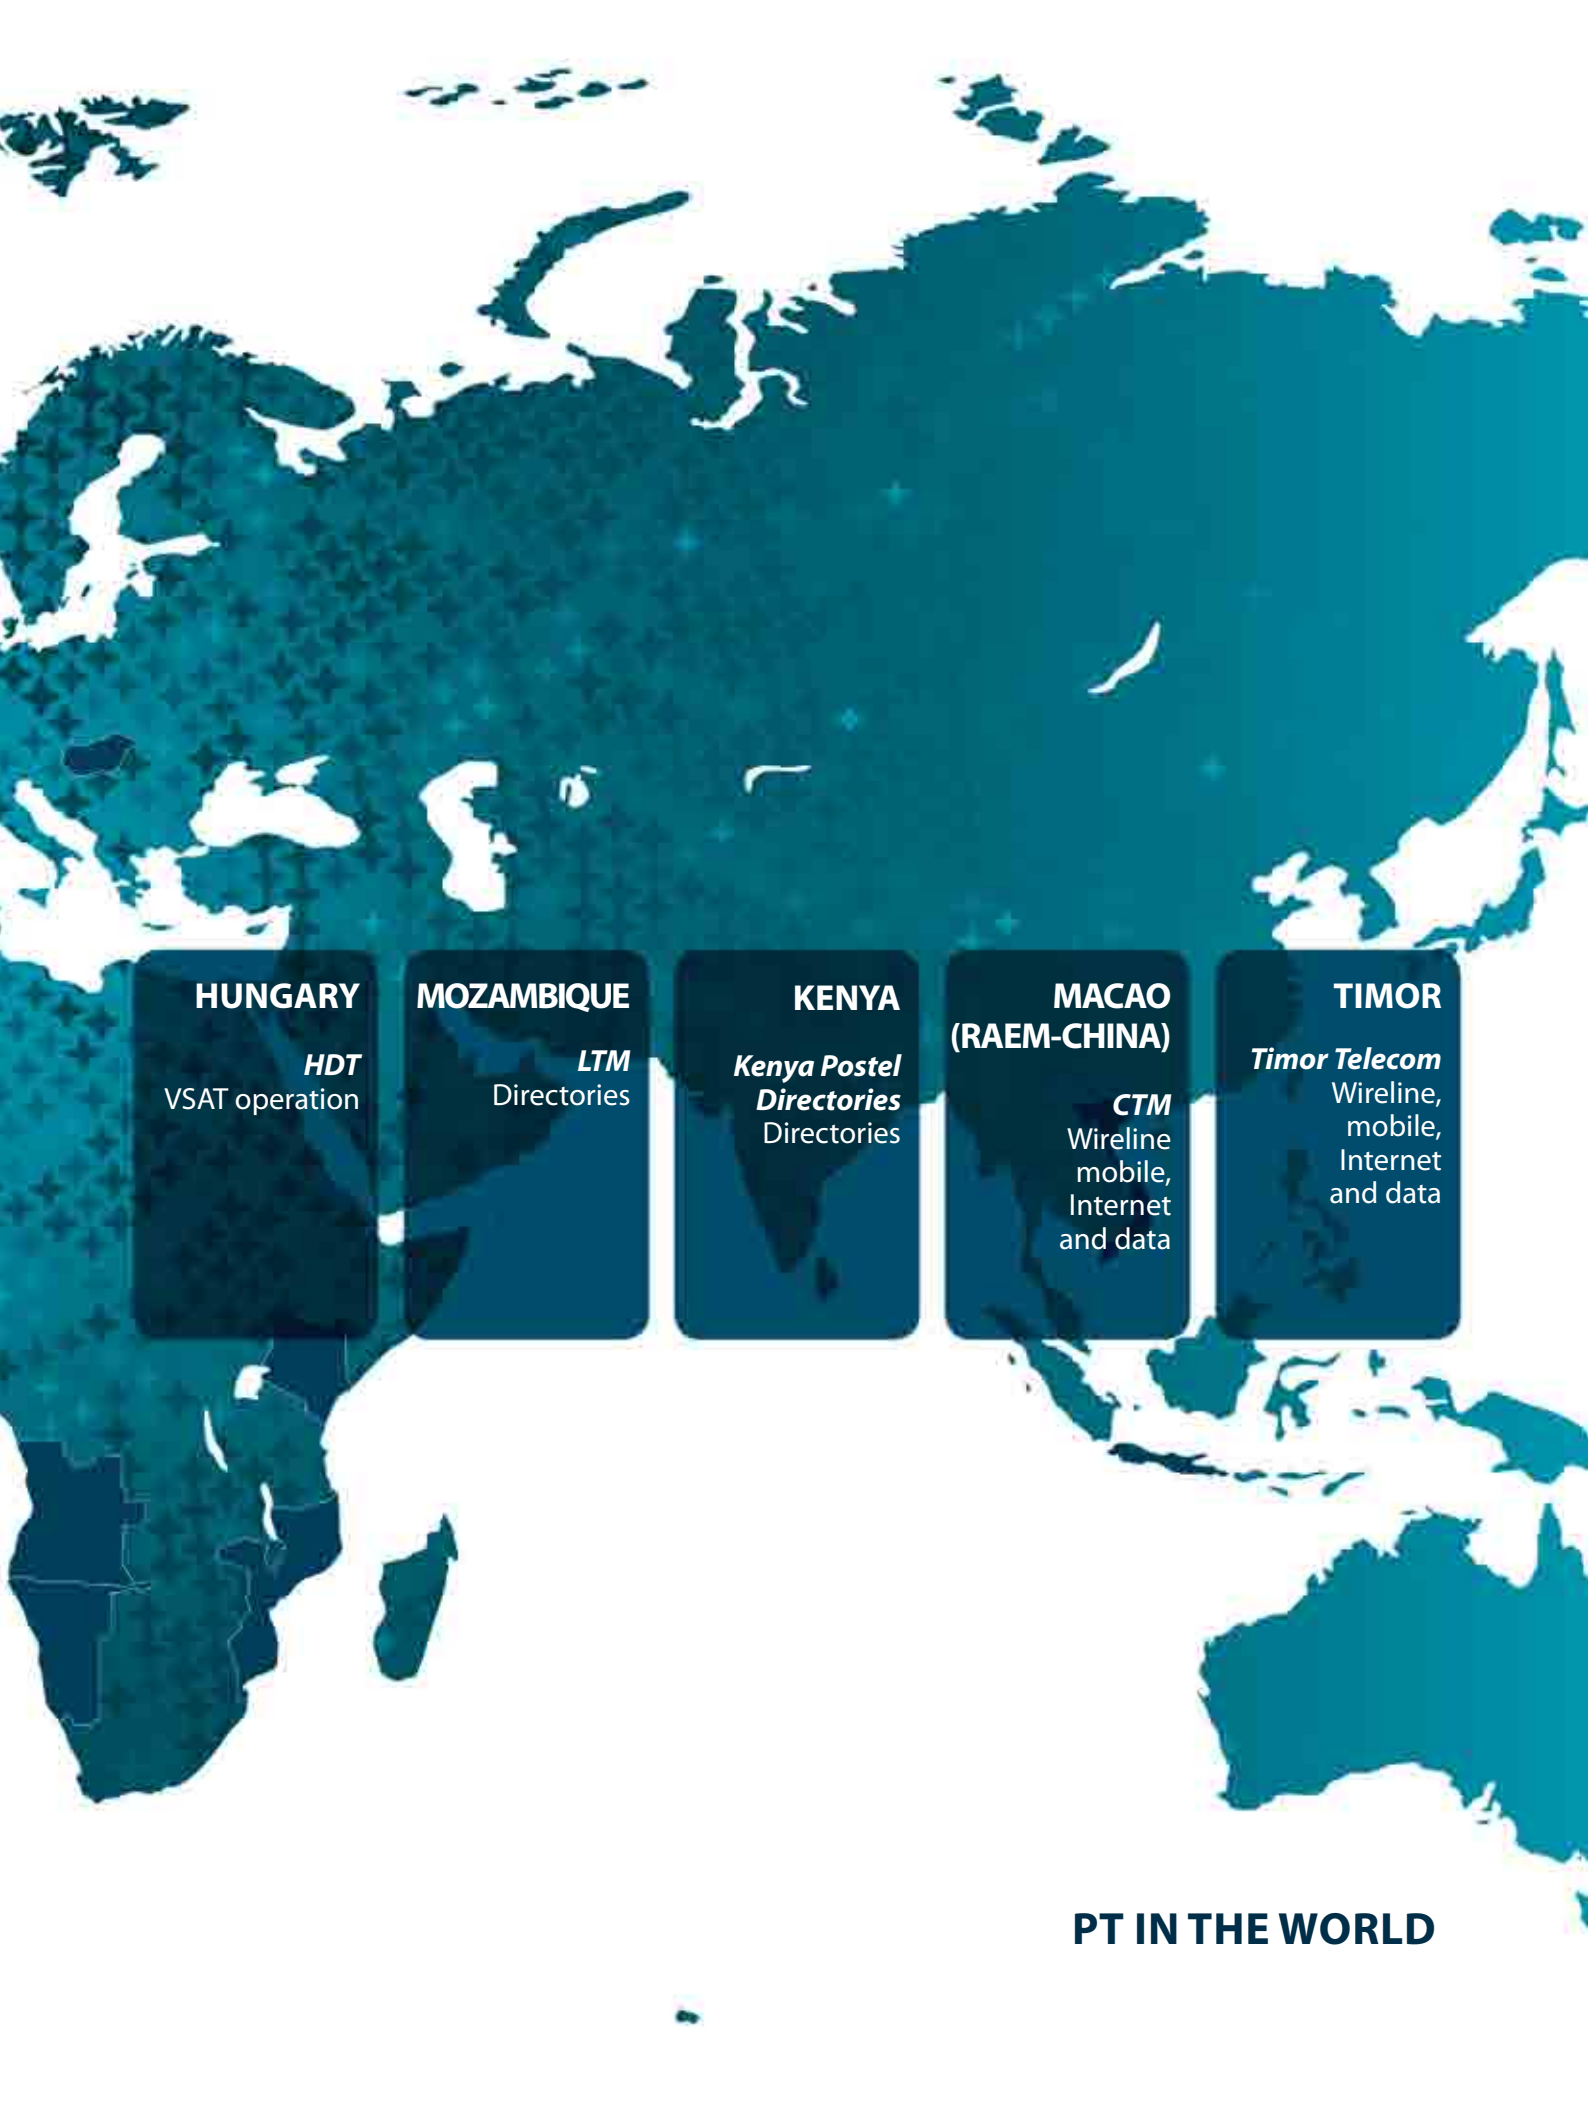 HUNGARY
HDT
VSAT operation
MOZAMBIQUE
LTM
Directories
KENYA
Kenya Postel
Directories
Directories
MACAO
(RAEM-CHINA)
CTM
Wireline
mobile,
Internet
and data
TIMOR
Timor Telecom
Wireline,
mobile,
Internet
and data
PT IN THE WORLD